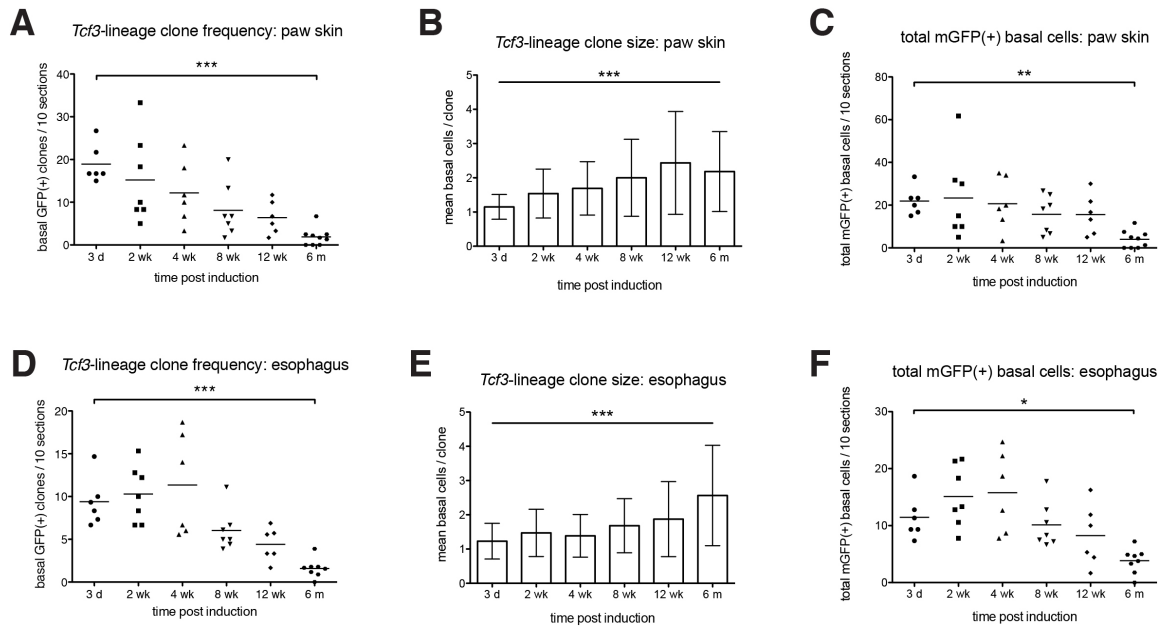 A
Tcf3-lineage clone frequency: paw skin
***
basal GFP(+) clones / 10 sections
40
30
20
10
0
3 d 2 wk 4 wk 8 wk 12 wk 6 m
time post induction
B
Tcf3-lineage clone size: paw skin
***
mean basal cells / clone
5
4
3
2
1
0
3 d 2 wk 4 wk 8 wk 12 wk 6 m
time post induction
C
total mGFP(+) basal cells: paw skin
**
total mGFP(+) basal cells / 10 sections
80
60
40
20
0
3 d 2 wk 4 wk 8 wk 12 wk 6 m
time post induction
D
Tcf3-lineage clone frequency: esophagus
***
basal GFP(+) clones / 10 sections
20
15
10
5
0
3 d 2 wk 4 wk 8 wk 12 wk 6 m
time post induction
E
Tcf3-lineage clone size: esophagus
***
mean basal cells / clone
5
4
3
2
1
0
3 d 2 wk 4 wk 8 wk 12 wk 6 m
time post induction
F
total mGFP(+) basal cells: esophagus
*
total mGFP(+) basal cells / 10 sections
30
20
10
0
3 d 2 wk 4 wk 8 wk 12 wk 6 m
time post induction